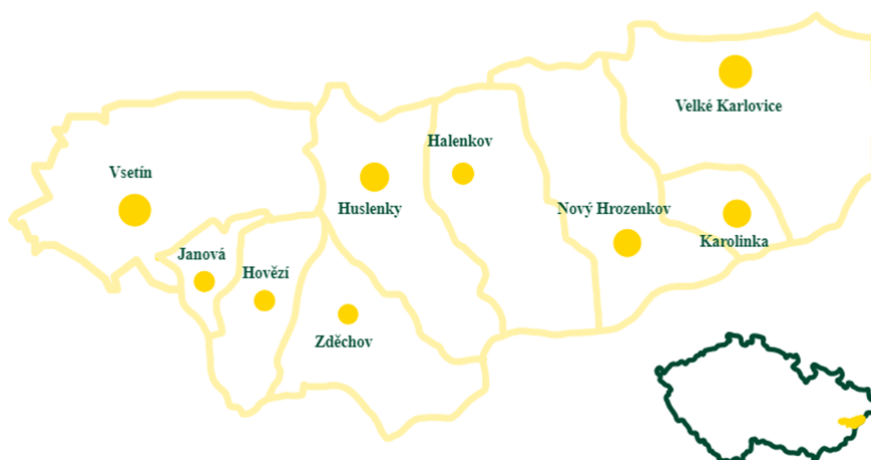 Velké Karlovice
Halenkov
Vsetín
Huslenky
Nový Hrozenkov
Karolinka
Janová
Hovězí
Zděchov